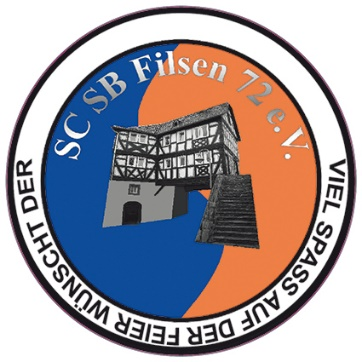 SC SB Filsen 72 e.V.
VIEL SPASS AUF DER FEIER WÜNSCHT DER